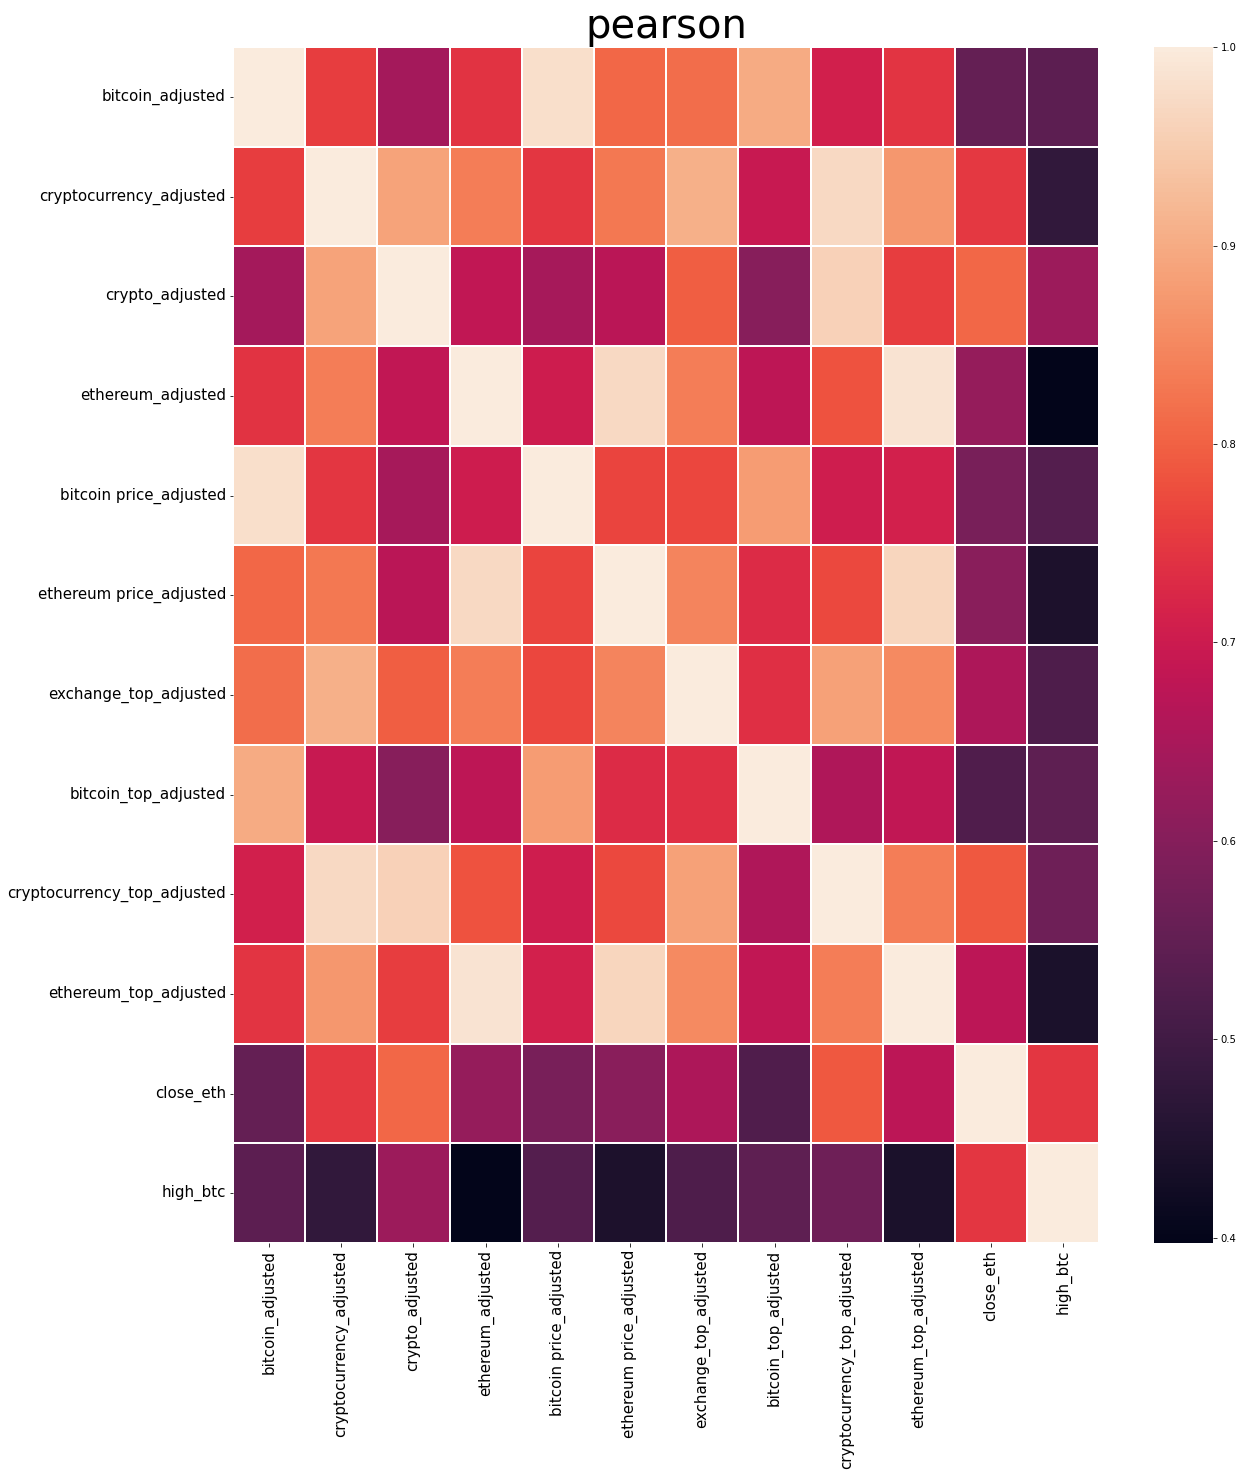 pearson
bitcoin_adjusted
cryptocurrency_adjusted
crypto_adjusted
ethereum_adjusted
bitcoin price_adjusted
ethereum price_adjusted
exchange_top_adjusted
bitcoin_top_adjusted
cryptocurrency_top_adjusted
ethereum_top_adjusted
close_eth
high_btc
bitcoin_adjusted
cryptocurrency_adjusted
crypto_adjusted
ethereum_adjusted
bitcoin price_adjusted
ethereum price_adjusted
exchange_top_adjusted
bitcoin_top_adjusted
cryptocurrency_top_adjusted
ethereum_top_adjusted
close_eth
high_btc
1.0
0.9
0.8
0.7
0.6
0.5
0.4